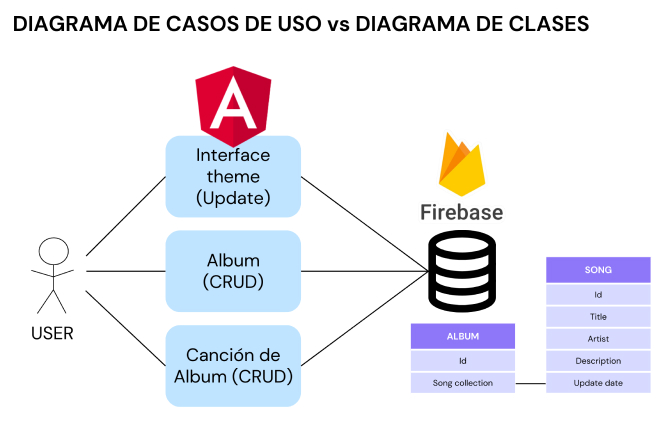 DIAGRAMA DE CASOS DE USO vs DIAGRAMA DE CLASES
A
Interface
theme
(Update)
Album
(CRUD)
Canción de
Album (CRUD)
USER
Firebase
ALBUM
Id
Song collection
SONG
Id
Title
Artist
Description
Update date